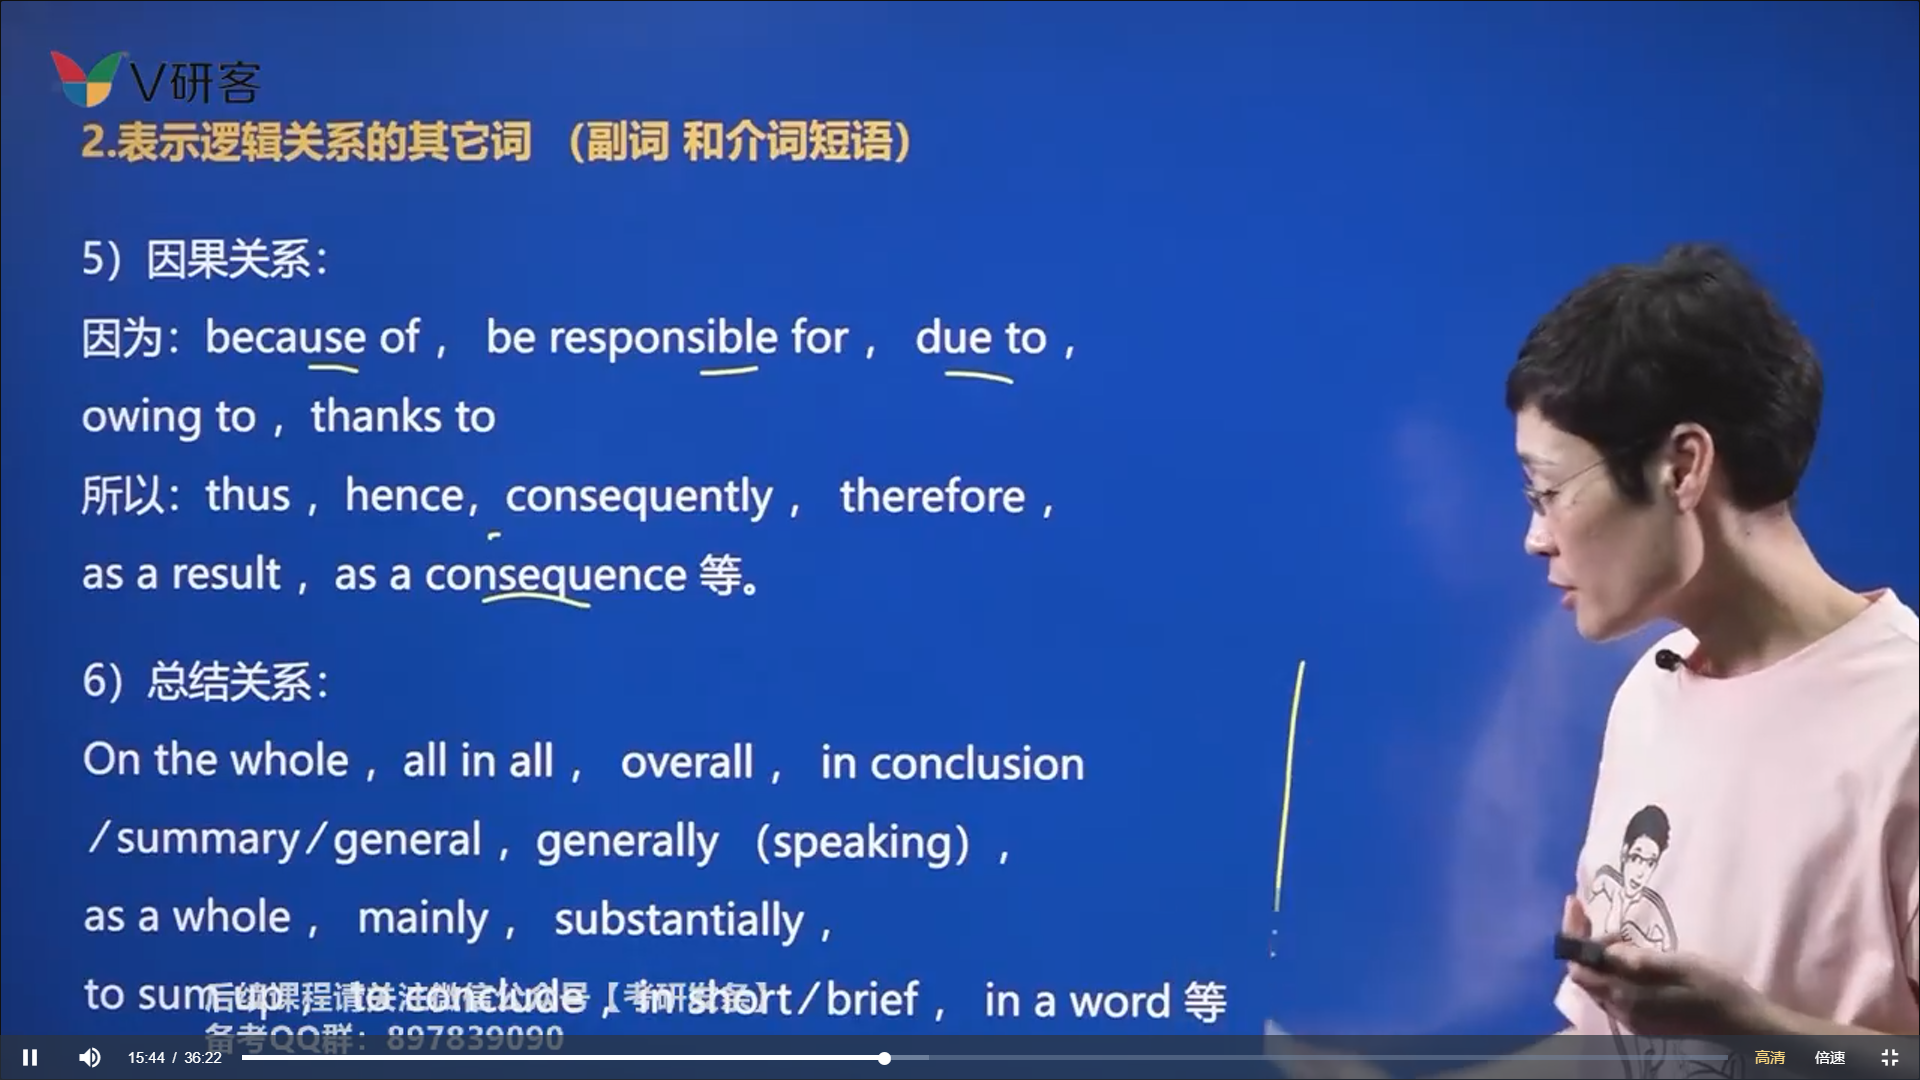 V研客
2.表示逻辑关系的其它词 （副词 和介词短语）
5）因果关系：
因为：because of， be responsible for， due to，
owing to，thanks to
所以：thus，hence，consequently， therefore，
as a result，as a consequence 等。
6）总结关系：
On the whole，all in all， overall， in conclusion
/summary/general，generally （speaking），
as a whole， mainly， substantially，
to sum up， to conclude，in short/brief， in a word 等
后续课程请关注微信公众号【考研
备考QQ群：897839090
15:44 / 36:22
高清
倍速